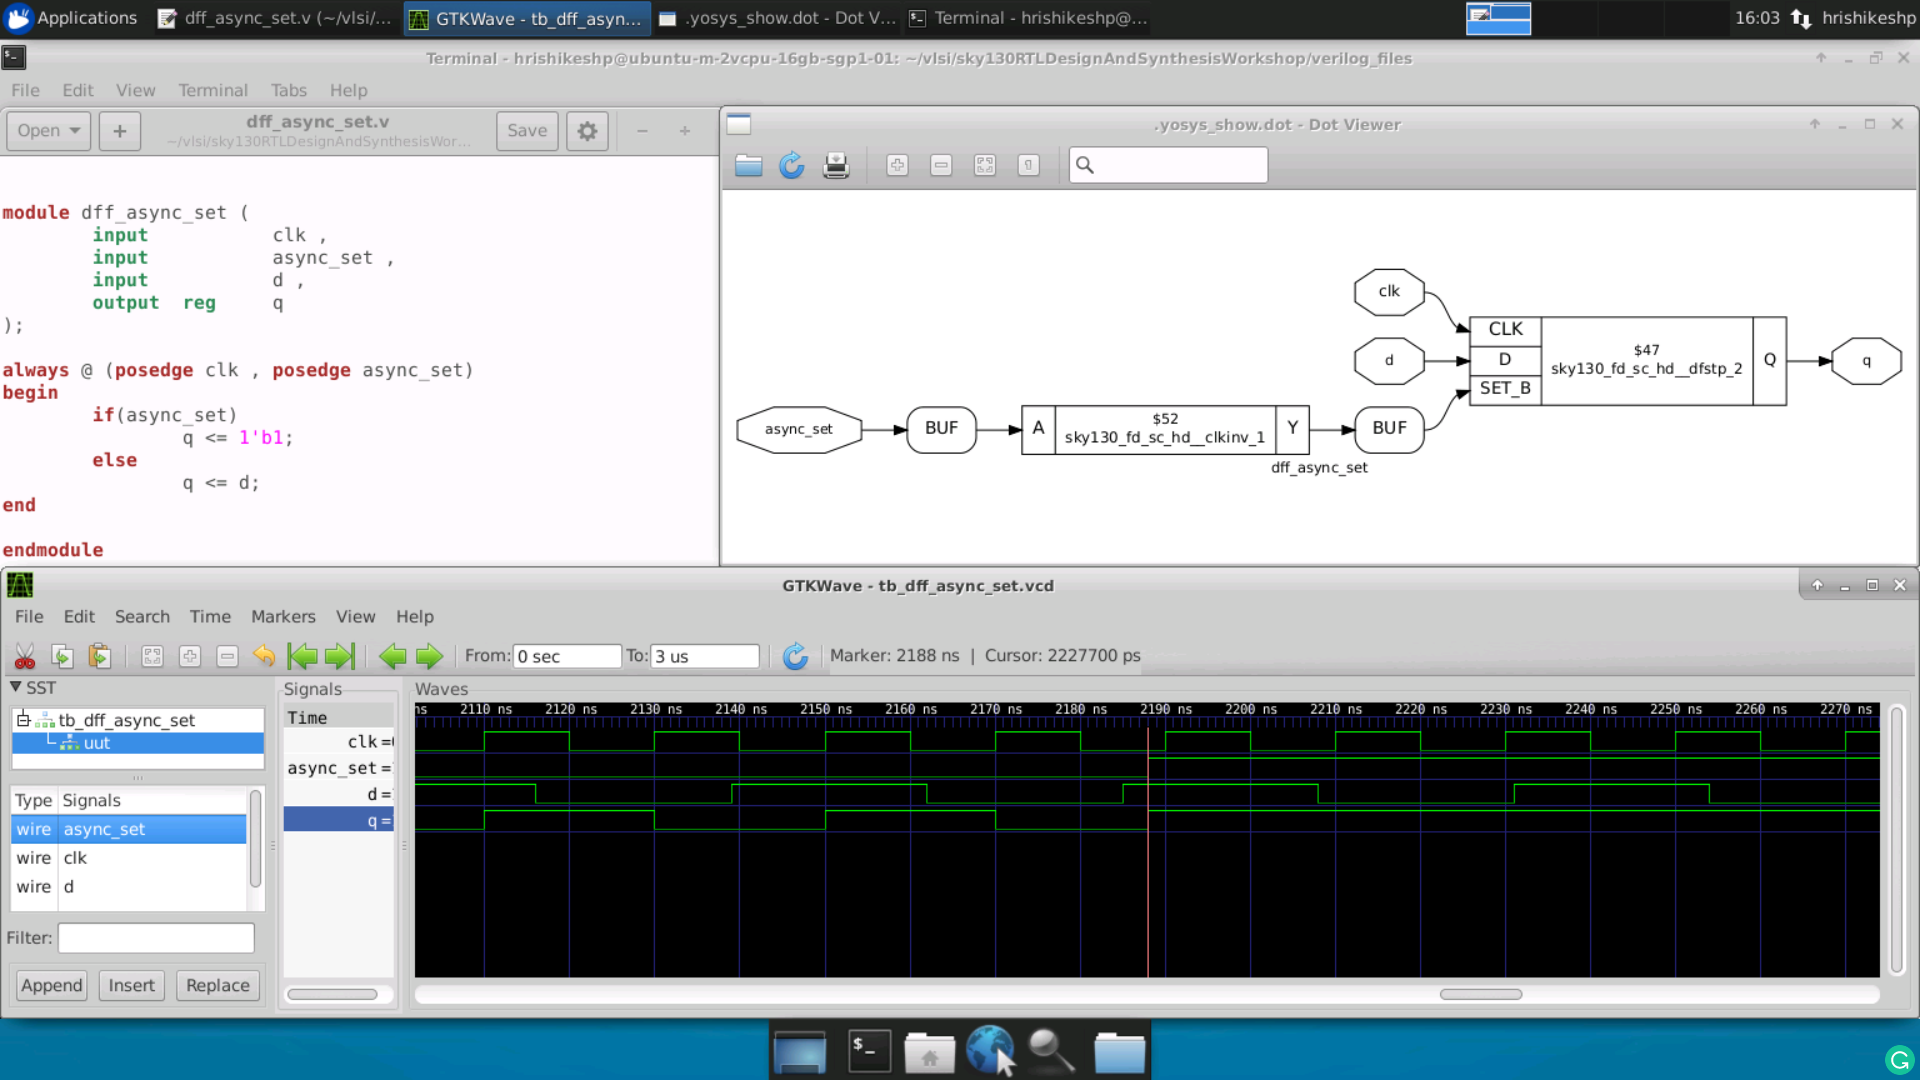 Applications
dff_async_set.v (~/vlsi/...
GTKWave - tb_dff_asyn...
.yosys_show.dot - Dot V...
Terminal - hrishikeshp@...
16:03
hrishikeshp
Terminal - hrishikeshp@ubuntu-m-2vcpu-16gb-sgp1-01: ~/vlsi/sky130RTLDesignAndSynthesisWorkshop/verilog_files
File Edit View Terminal Tabs Help
Open
dff_async_set.v
~/vlsi/sky130RTLDesignAndSynthesisWor...
Save
module dff_async_set (
input clk ,
input async_set ,
input d ,
output reg q
);
always @ (posedge clk , posedge async_set)
begin
if(async_set)
q <= 1'b1;
else
q <= d;
end
endmodule
.yosys_show.dot - Dot Viewer
clk
d
async_set
BUF
A
$52
sky130_fd_sc_hd__clkinv_1
Y
BUF
CLK
D
SET_B
$47
sky130_fd_sc_hd__dfstp_2
Q
q
dff_async_set
GTKWave - tb_dff_async_set.vcd
File Edit Search Time Markers View Help
From: 0 sec To: 3 us Marker: 2188 ns | Cursor: 2227700 ps
SST
tb_dff_async_set
uut
Type Signals
wire async_set
wire clk
wire d
Filter:
Append Insert Replace
Signals
Time
clk =
async_set =
d =
q =
Waves
ns 2110 ns 2120 ns 2130 ns 2140 ns 2150 ns 2160 ns 2170 ns 2180 ns 2190 ns 2200 ns 2210 ns 2220 ns 2230 ns 2240 ns 2250 ns 2260 ns 2270 ns